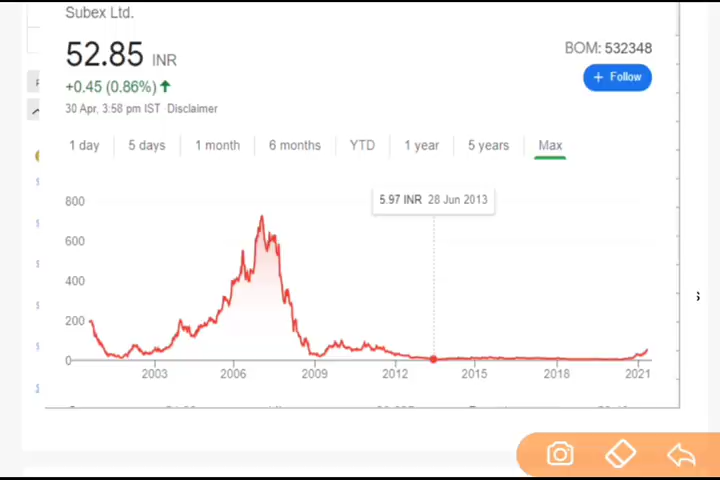 Subex Ltd.
52.85 INR
BOM: 532348
+0.45 (0.86%)
+ Follow
30 Apr, 3:58 pm IST Disclaimer
1 day 5 days 1 month 6 months YTD 1 year 5 years Max
5.97 INR 28 Jun 2013
800
600
400
200
0
2003 2006 2009 2012 2015 2018 2021